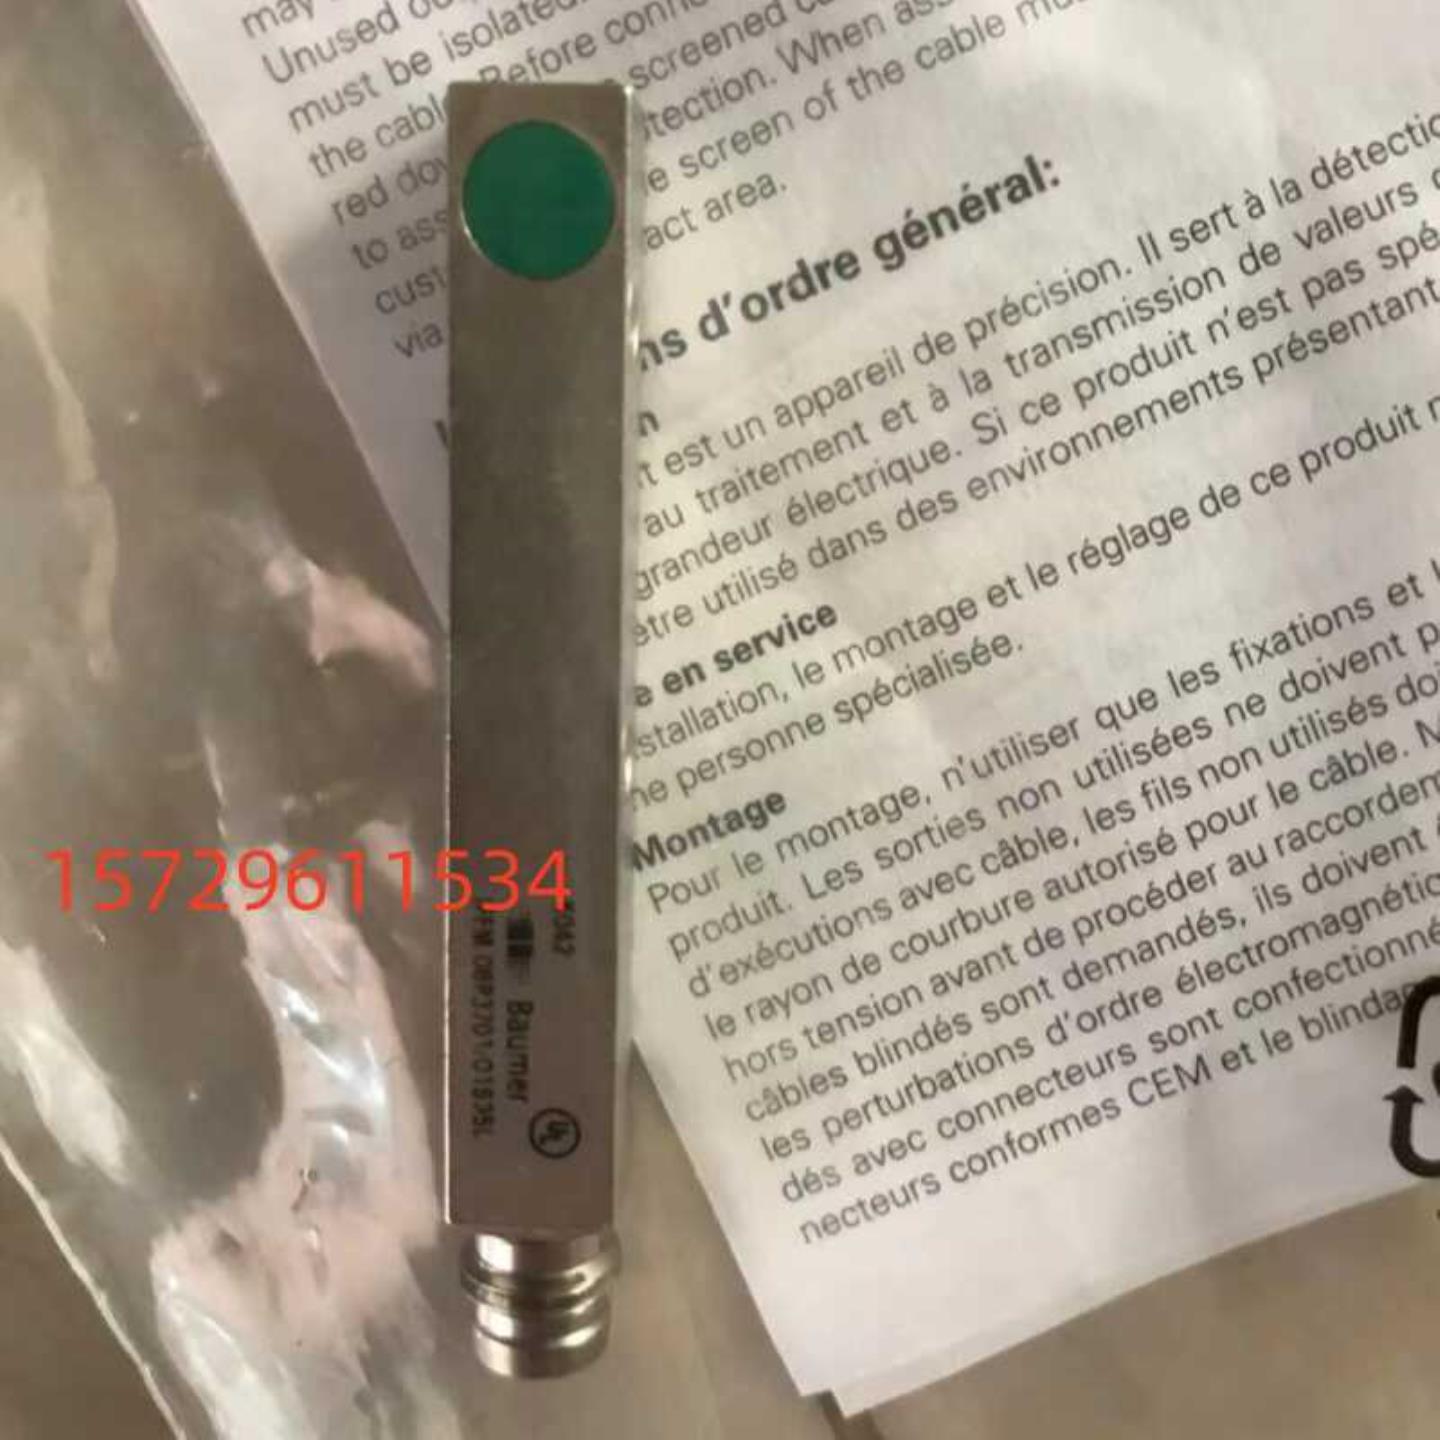 may
Unused
must be isolated.
the cable. Before
screened
red
tection. When
to ass
e screen of the cable
cust
act area.
via
ns d'ordre général:
n
t est un appareil de précision. Il sert à la détectio
au traitement et à la transmission de valeurs
grandeur électrique. Si ce produit n'est pas spé
être utilisé dans des environnements présentant
e en service
stallation, le montage et le réglage de ce produit
ne personne spécialisée.
Montage
Pour le montage, n'utiliser que les fixations et
produit. Les sorties non utilisées ne doivent p
d'exécutions avec câble, les fils non utilisés doi
le rayon de courbure autorisé pour le câble.
hors tension avant de procéder au raccordem
câbles blindés sont demandés, ils doivent
les perturbations d'ordre électromagnétic
dés avec connecteurs sont confectionné
necteurs conformes CEM et le blinda
15729611534
Baumer
UL